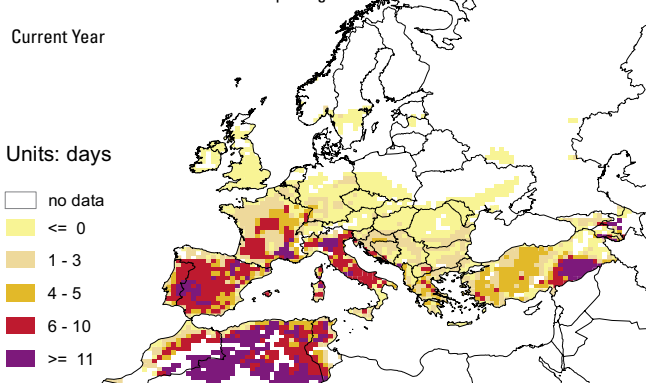 Current Year
Units: days
no data
<= 0
1 - 3
4 - 5
6 - 10
>= 11